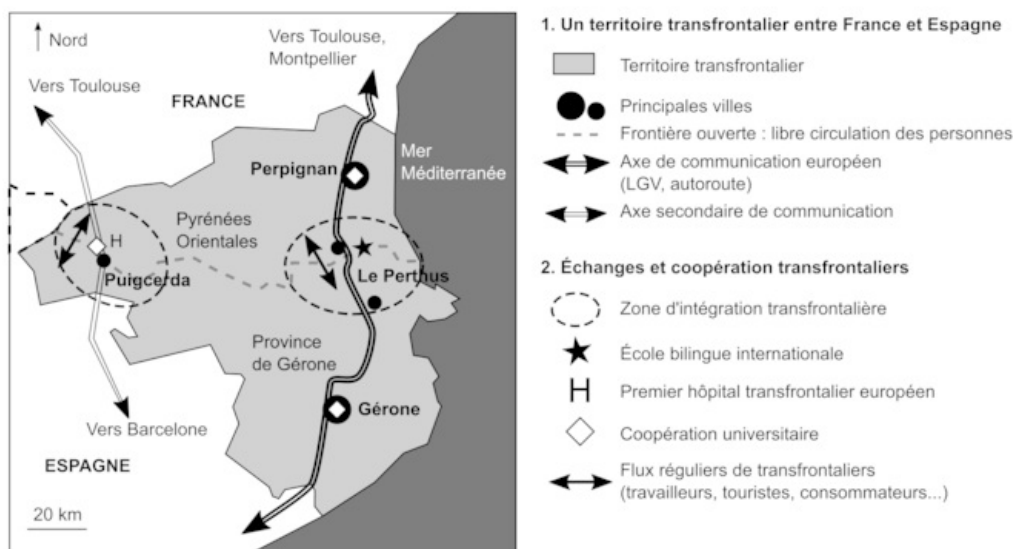 Nord
Vers Toulouse,
Montpellier
Vers Toulouse
FRANCE
Mer
Méditerranée
Perpignan
Pyrénées
Orientales
H
Puigcerda
Le Perthus
Province
de Gérone
Gérone
Vers Barcelone
ESPAGNE
20 km
1. Un territoire transfrontalier entre France et Espagne
Territoire transfrontalier
Principales villes
Frontière ouverte : libre circulation des personnes
Axe de communication européen
(LGV, autoroute)
Axe secondaire de communication
2. Échanges et coopération transfrontaliers
Zone d'intégration transfrontalière
École bilingue internationale
H Premier hôpital transfrontalier européen
Coopération universitaire
Flux réguliers de transfrontaliers
(travailleurs, touristes, consommateurs...)